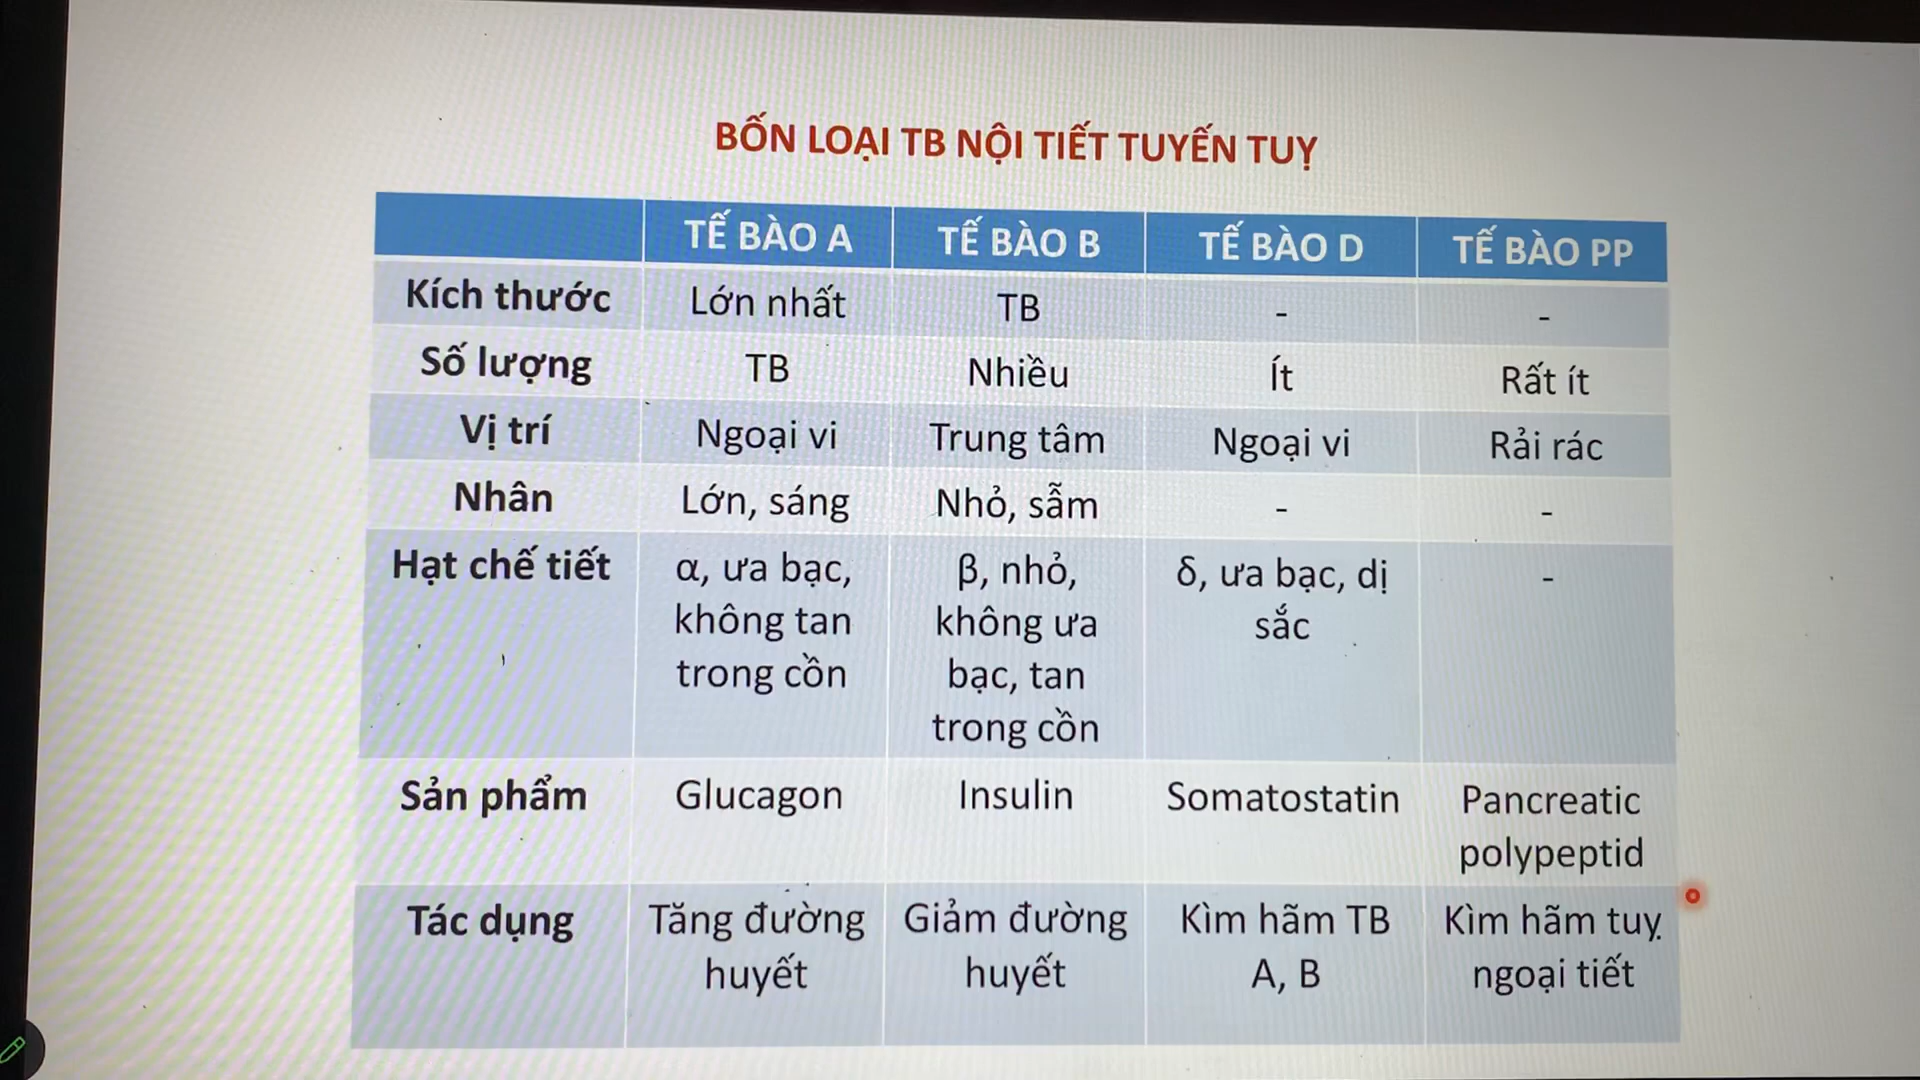 BỐN LOẠI TB NỘI TIẾT TUYẾN TUỴ
TẾ BÀO A TẾ BÀO B TẾ BÀO D TẾ BÀO PP
Kích thước Lớn nhất TB - -
Số lượng TB Nhiều Ít Rất ít
Vị trí Ngoại vi Trung tâm Ngoại vi Rải rác
Nhân Lớn, sáng Nhỏ, sẫm - -
Hạt chế tiết α, ưa bạc, β, nhỏ, δ, ưa bạc, dị -
không tan không ưa sắc
trong cồn bạc, tan
trong cồn
Sản phẩm Glucagon Insulin Somatostatin Pancreatic
polypeptid
Tác dụng Tăng đường Giảm đường Kìm hãm TB Kìm hãm tuỵ
huyết huyết A, B ngoại tiết